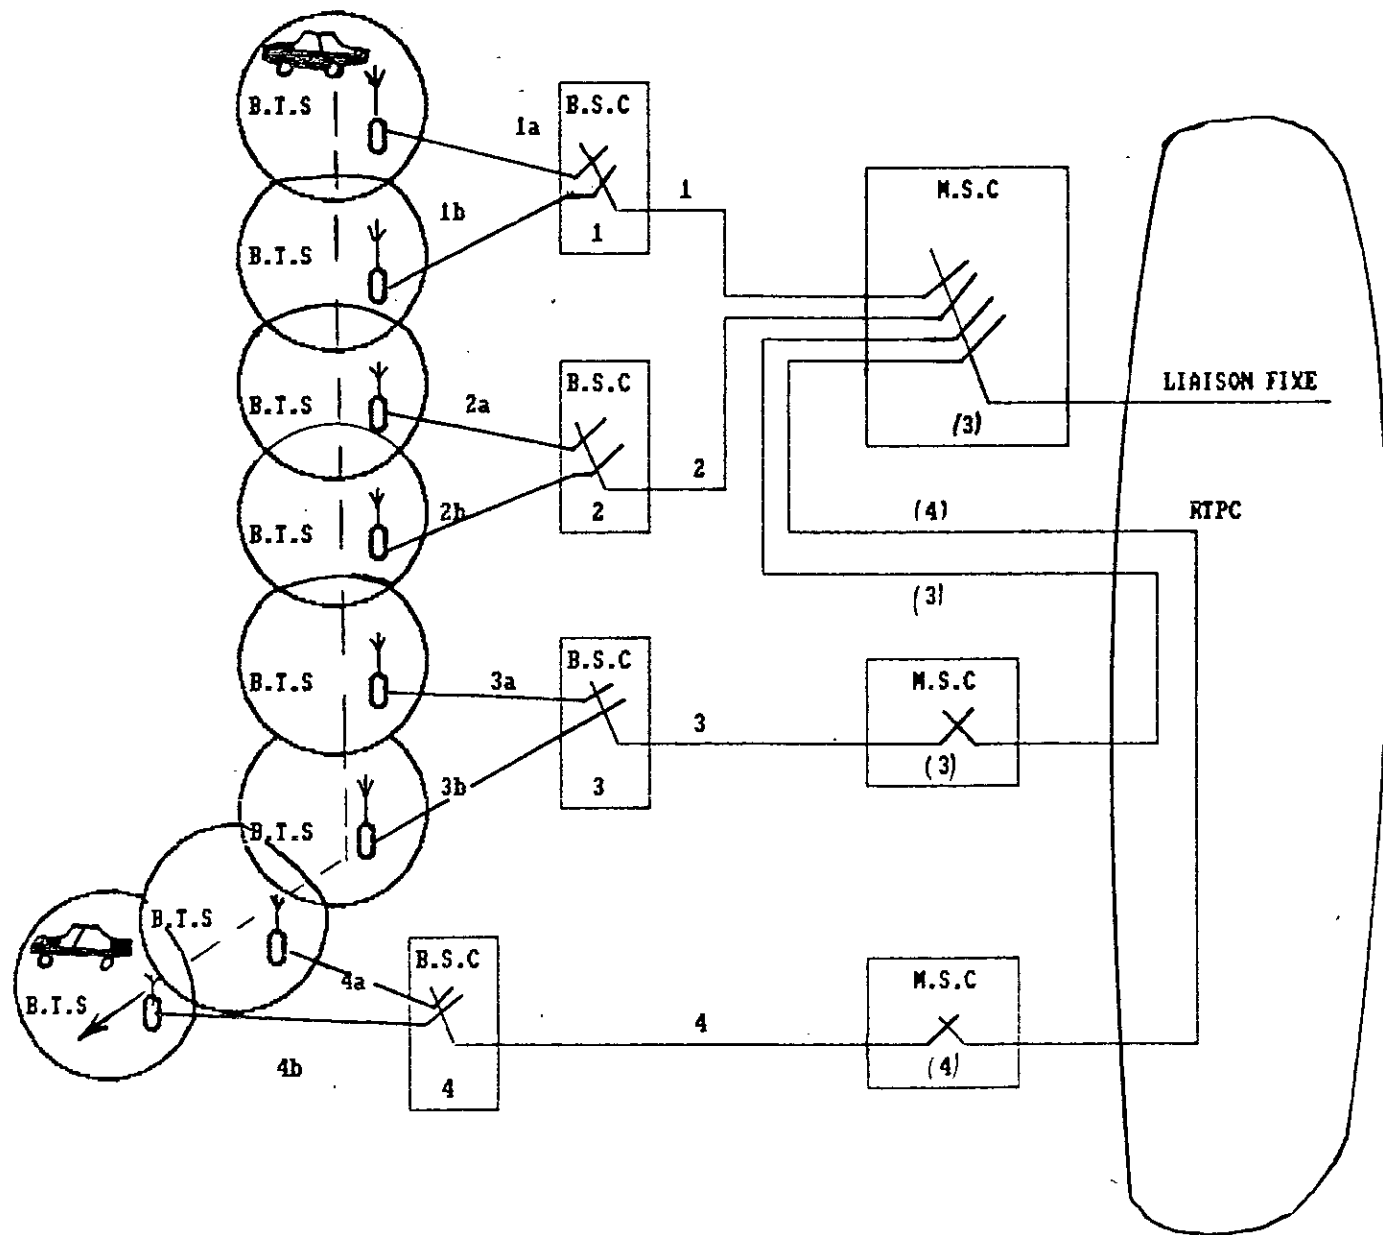 B.T.S
1a
B.S.C
1
1
M.S.C
1b
B.T.S
B.T.S
2a
B.S.C
2
2
LIAISON FIXE
(3)
2b
B.T.S
(4)
RTPC
(3)
B.T.S
3a
B.S.C
3
3
M.S.C
(3)
3b
B.T.S
B.T.S
4a
B.S.C
4
4
M.S.C
(4)
B.T.S
4b